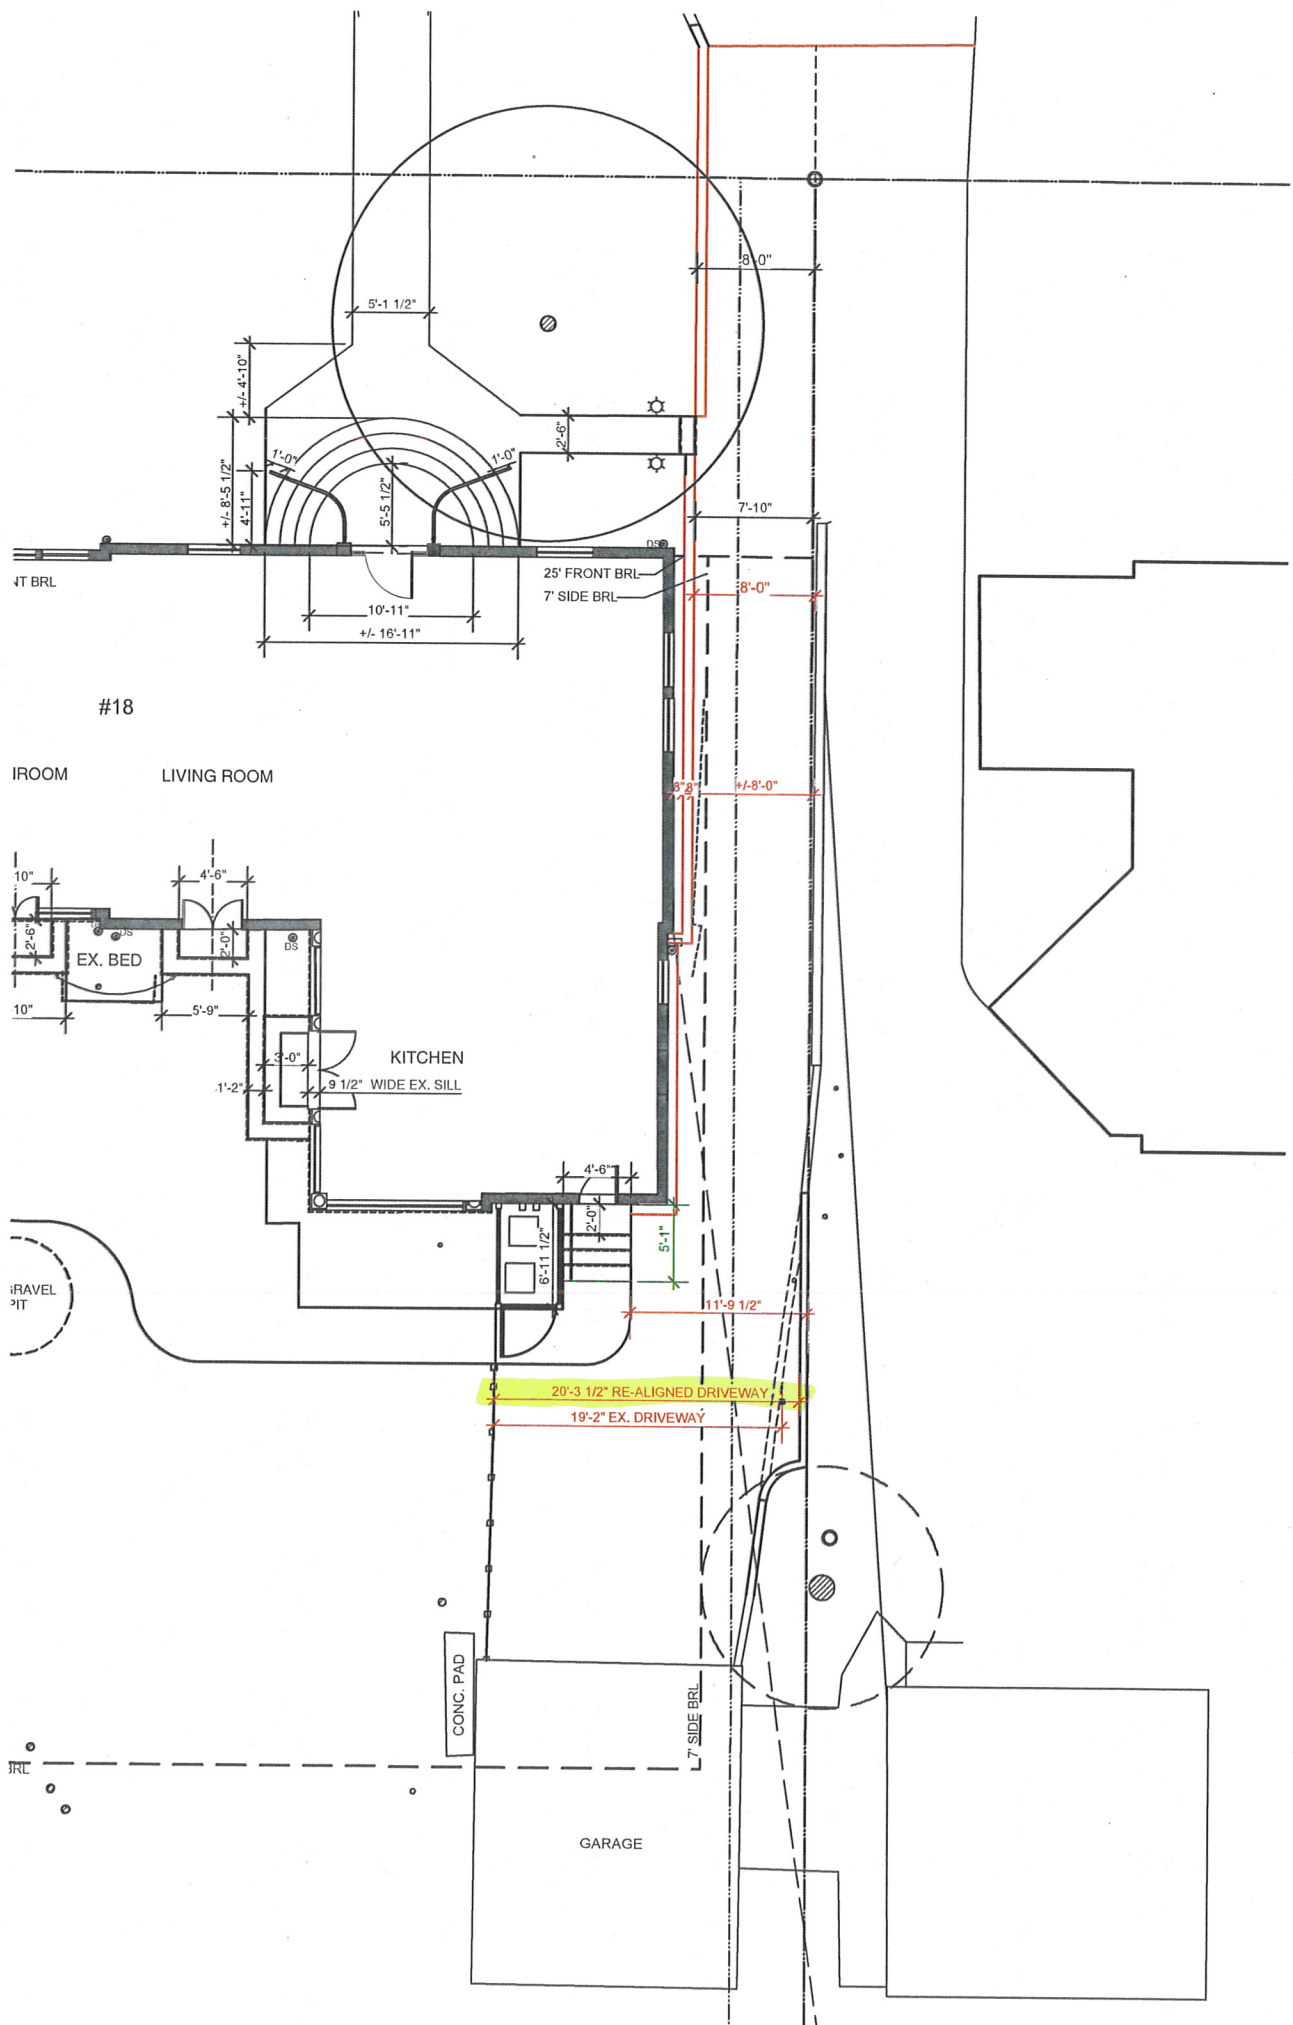 8'-0"
5'-1 1/2"
+/- 4'-10"
2'-6"
1'-0"
1'-0"
+/- 8'-5 1/2"
4'-11"
5'-5 1/2"
7'-10"
DS
NT BRL
25' FRONT BRL
7' SIDE BRL
8'-0"
10'-11"
+/- 16'-11"
#18
LIVING ROOM
8"
8"
+/-8'-0"
10"
4'-6"
2'-6"
DS
2'-0"
DS
EX. BED
10"
5'-9"
3'-0"
KITCHEN
1'-2"
9 1/2" WIDE EX. SILL
4'-6"
2'-0"
6'-11 1/2"
5'-1"
GRAVEL
PIT
11'-9 1/2"
20'-3 1/2" RE-ALIGNED DRIVEWAY
19'-2" EX. DRIVEWAY
CONC. PAD
7' SIDE BRL
BRL
GARAGE